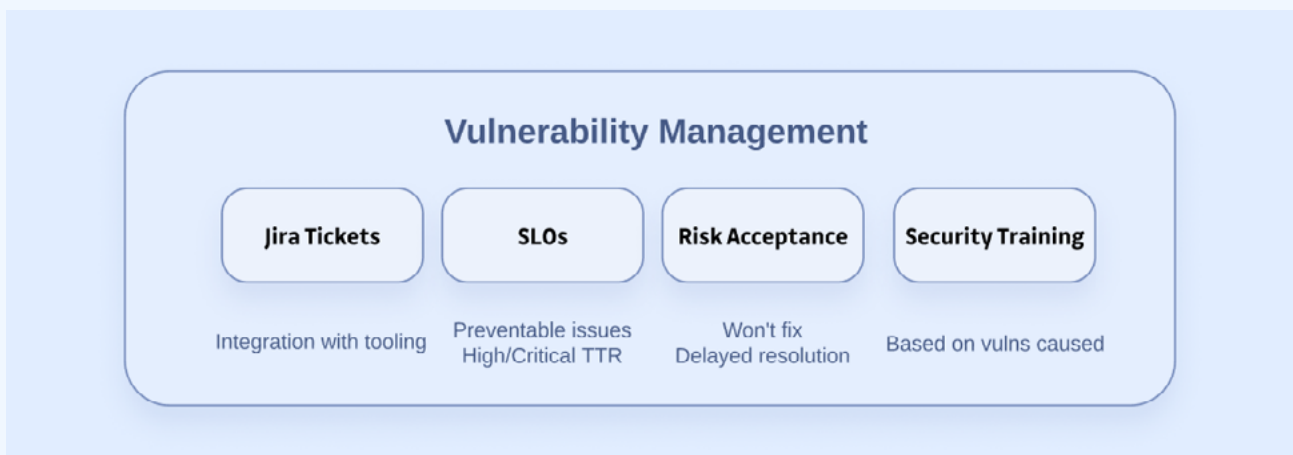 Vulnerability Management
Jira Tickets
SLOs
Risk Acceptance
Security Training
Integration with tooling
Preventable issues
High/Critical TTR
Won't fix
Delayed resolution
Based on vulns caused